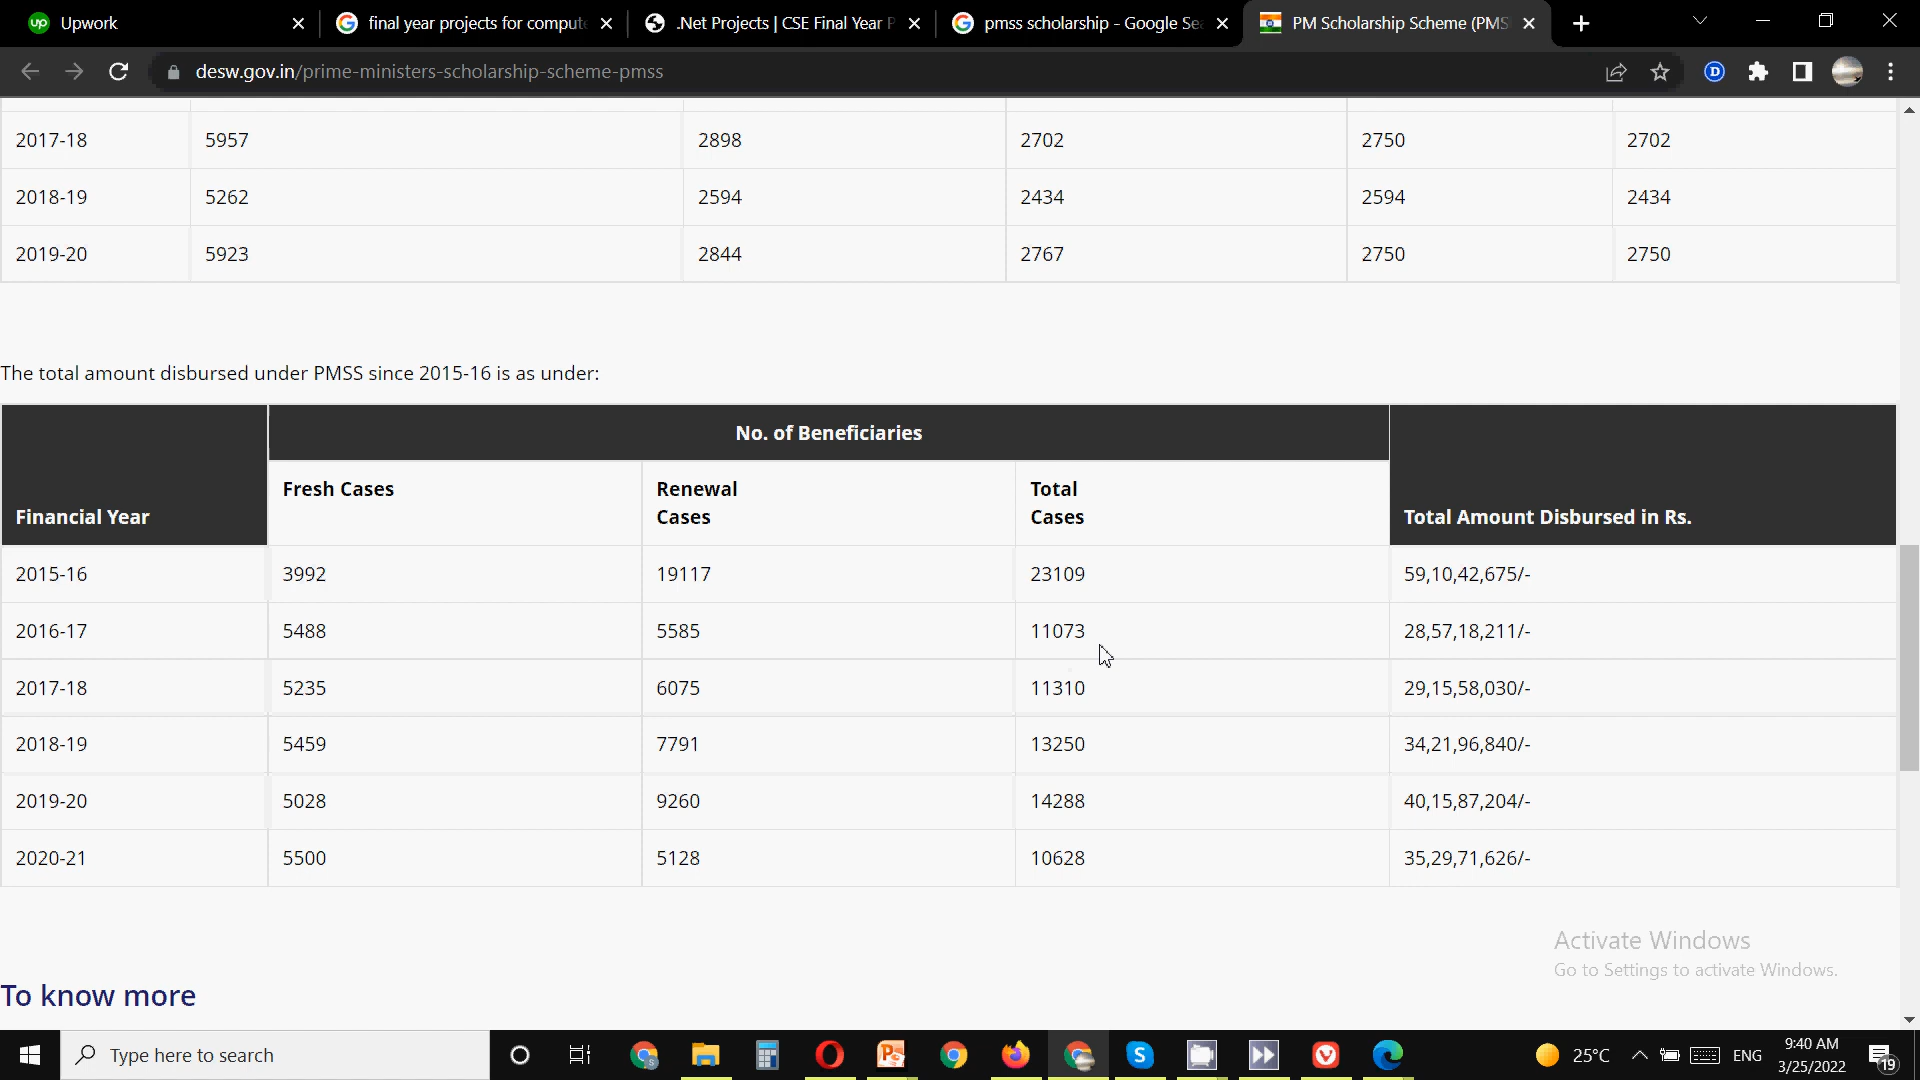 Upwork
final year projects for compute
.Net Projects | CSE Final Year P
pmss scholarship - Google Sea
PM Scholarship Scheme (PMS
desw.gov.in/prime-ministers-scholarship-scheme-pmss
2017-18 5957 2898 2702 2750 2702
2018-19 5262 2594 2434 2594 2434
2019-20 5923 2844 2767 2750 2750
The total amount disbursed under PMSS since 2015-16 is as under:
No. of Beneficiaries
Fresh Cases Renewal Total
Financial Year Cases Cases Total Amount Disbursed in Rs.
2015-16 3992 19117 23109 59,10,42,675/-
2016-17 5488 5585 11073 28,57,18,211/-
2017-18 5235 6075 11310 29,15,58,030/-
2018-19 5459 7791 13250 34,21,96,840/-
2019-20 5028 9260 14288 40,15,87,204/-
2020-21 5500 5128 10628 35,29,71,626/-
Activate Windows
Go to Settings to activate Windows.
To know more
Type here to search
25°C
ENG
9:40 AM
3/25/2022
19